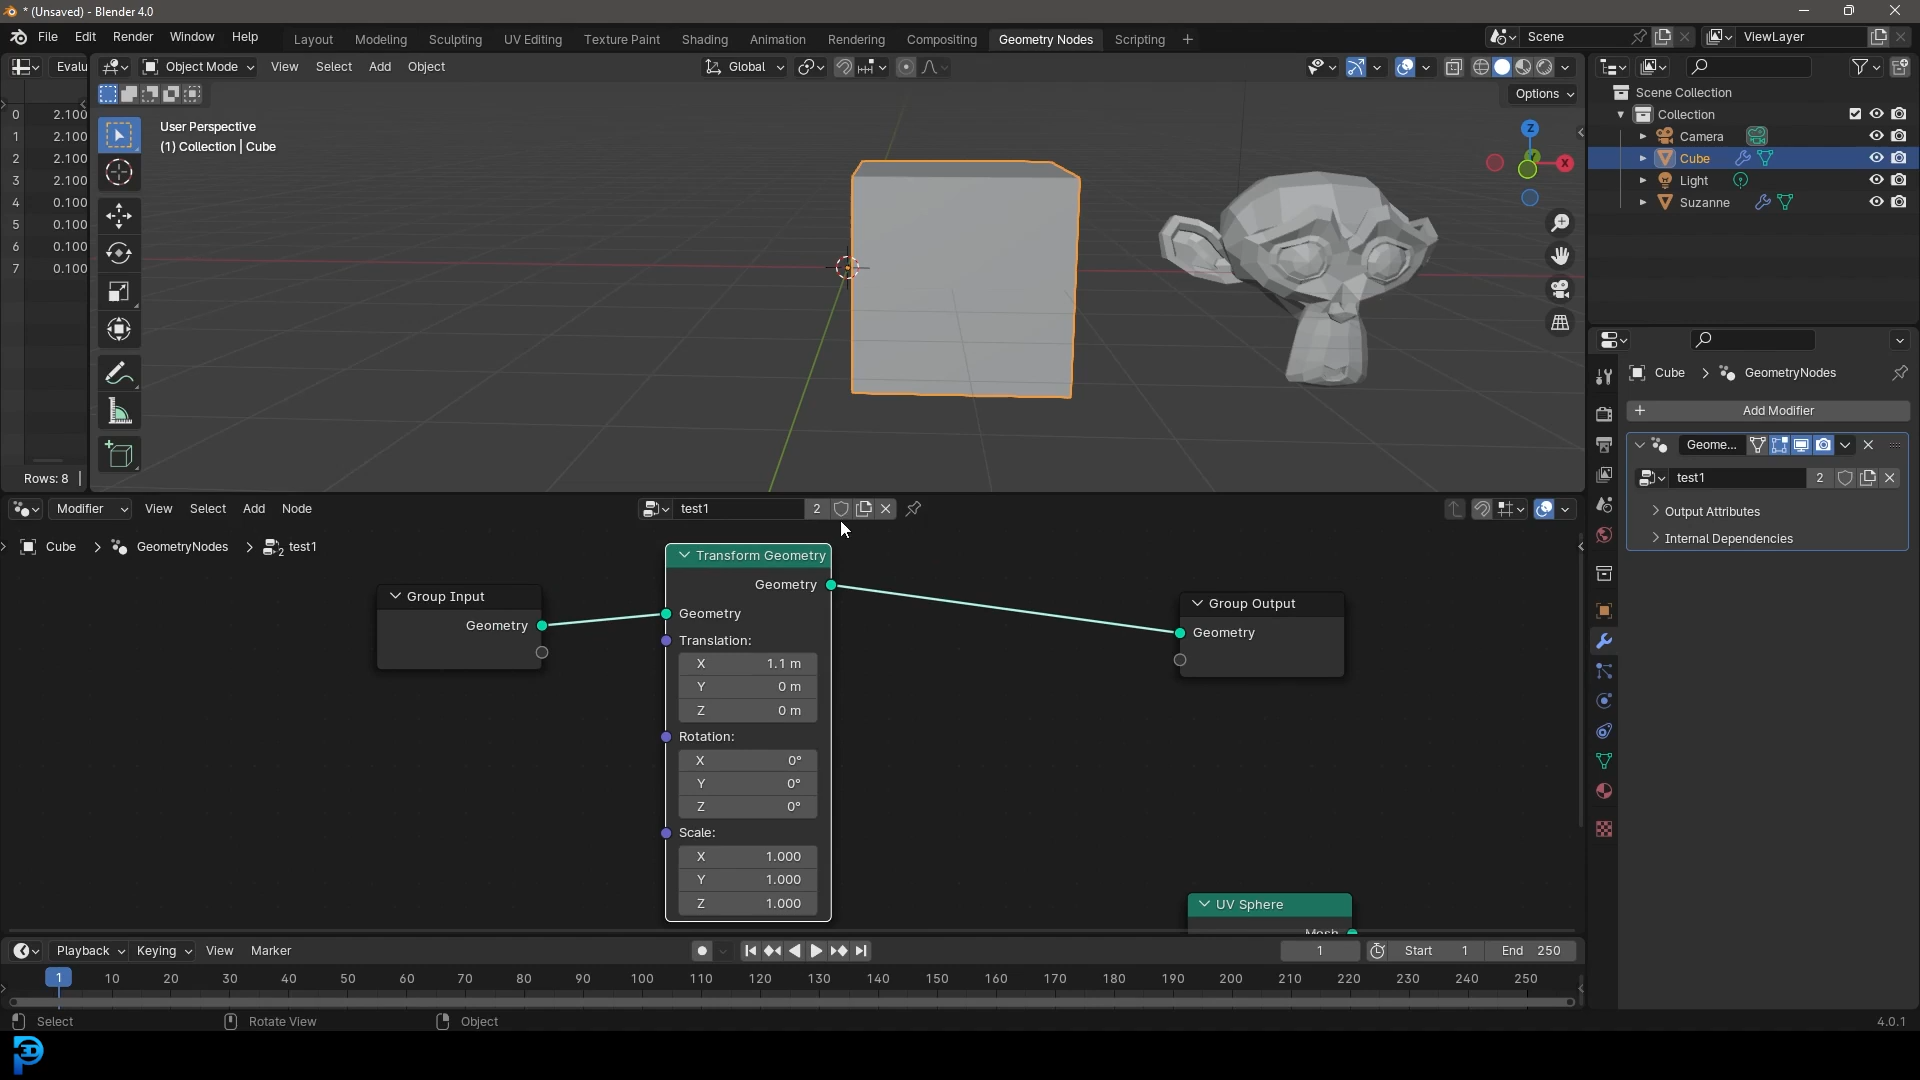 * (Unsaved) - Blender 4.0
File Edit Render Window Help Layout Modeling Sculpting UV Editing Texture Paint Shading Animation Rendering Compositing Geometry Nodes Scripting + Scene ViewLayer
Evalu Object Mode View Select Add Object Global
Options
User Perspective
(1) Collection | Cube
0 2.100
1 2.100
2 2.100
3 2.100
4 0.100
5 0.100
6 0.100
7 0.100
Rows: 8
Z
X
Scene Collection
Collection
Camera
Cube
Light
Suzanne
Cube > GeometryNodes
+ Add Modifier
Geome...
test1 2
Output Attributes
Internal Dependencies
Modifier View Select Add Node test1 2
Cube > GeometryNodes > 2 test1
Group Input
Geometry
Transform Geometry
Geometry
Geometry
Translation:
X 1.1 m
Y 0 m
Z 0 m
Rotation:
X 0°
Y 0°
Z 0°
Scale:
X 1.000
Y 1.000
Z 1.000
Group Output
Geometry
UV Sphere
Mesh
Playback Keying View Marker 1 Start 1 End 250
1 10 20 30 40 50 60 70 80 90 100 110 120 130 140 150 160 170 180 190 200 210 220 230 240 250
Select Rotate View Object 4.0.1
3D